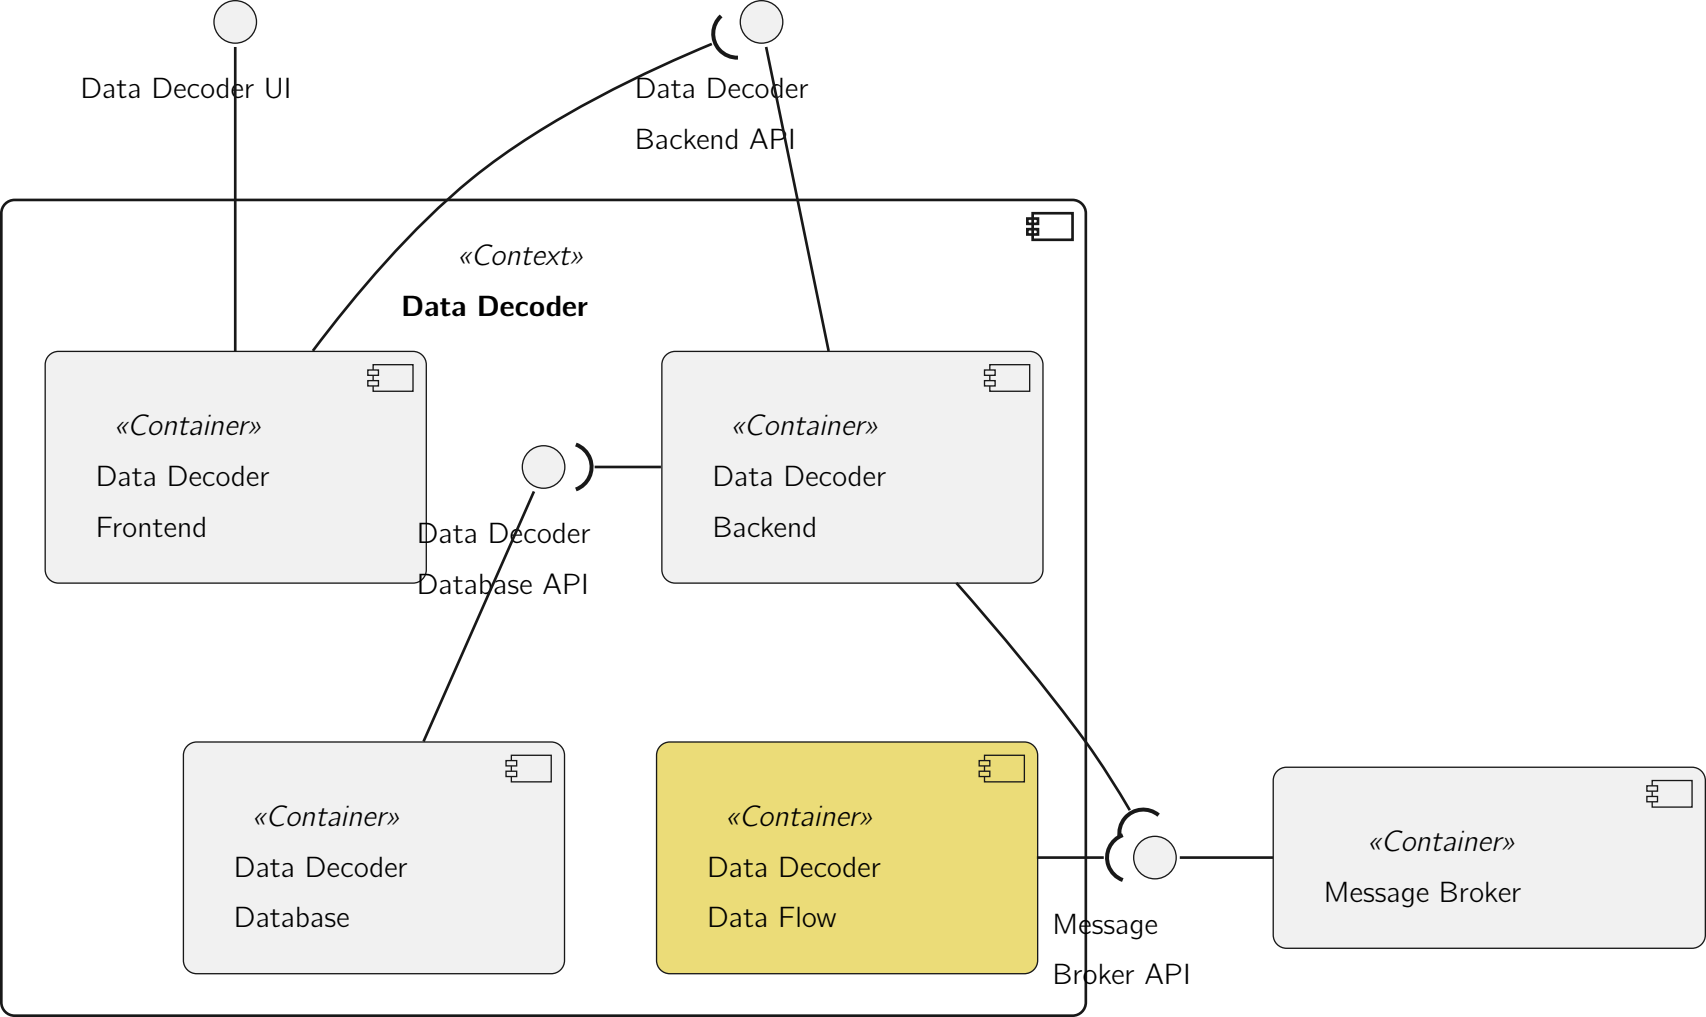 Data Decoder UI
Data Decoder
Backend API
«Context»
Data Decoder
«Container»
Data Decoder
Frontend
Data Decoder
Database API
«Container»
Data Decoder
Backend
«Container»
Data Decoder
Database
«Container»
Data Decoder
Data Flow
Message
Broker API
«Container»
Message Broker